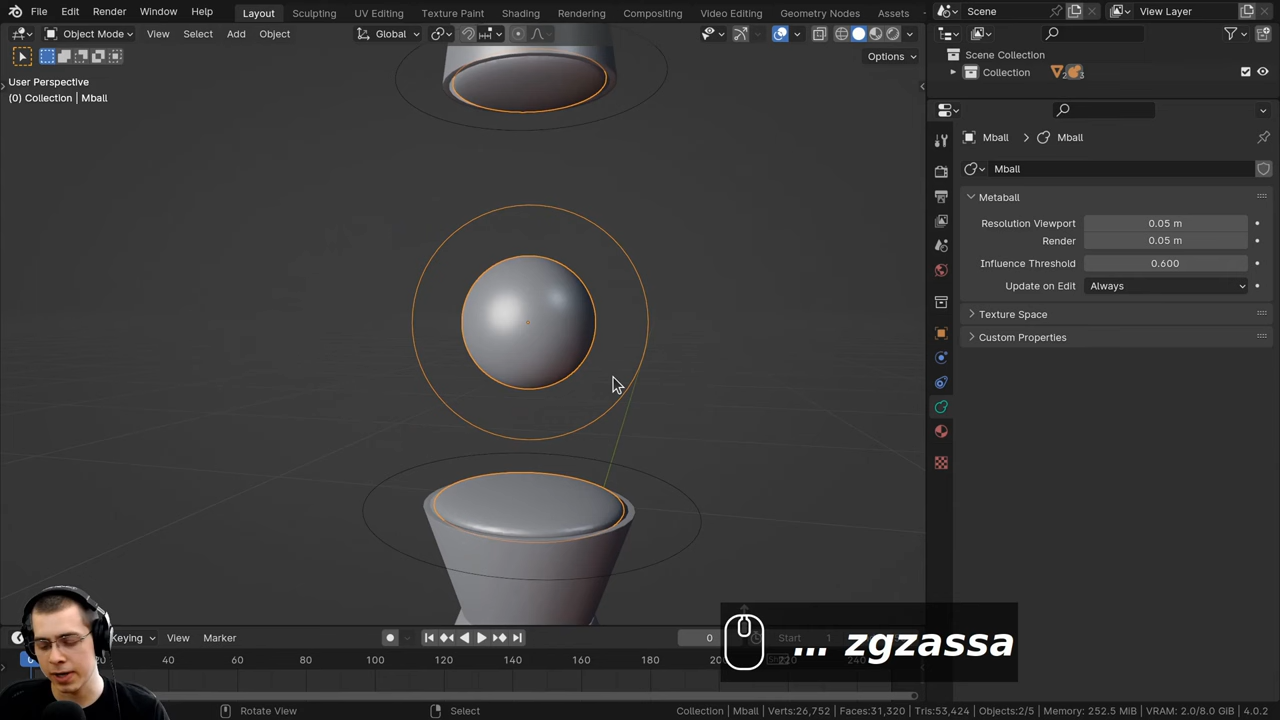 File Edit Render Window Help Layout Sculpting UV Editing Texture Paint Shading Rendering Compositing Video Editing Geometry Nodes Assets Scene View Layer
Object Mode View Select Add Object Global
Options
User Perspective
(0) Collection | Mball
Scene Collection
Collection
Mball Mball
Mball
Metaball
Resolution Viewport 0.05 m
Render 0.05 m
Influence Threshold 0.600
Update on Edit Always
Texture Space
Custom Properties
... zgzassa
Keying View Marker 0 Start 1
40 60 80 100 120 140 160 180 220 240
Rotate View Select Collection | Mball | Verts:26,752 | Faces:31,320 | Tris:53,424 | Objects:2/5 | Memory: 252.5 MiB | VRAM: 2.0/8.0 GiB | 4.0.2